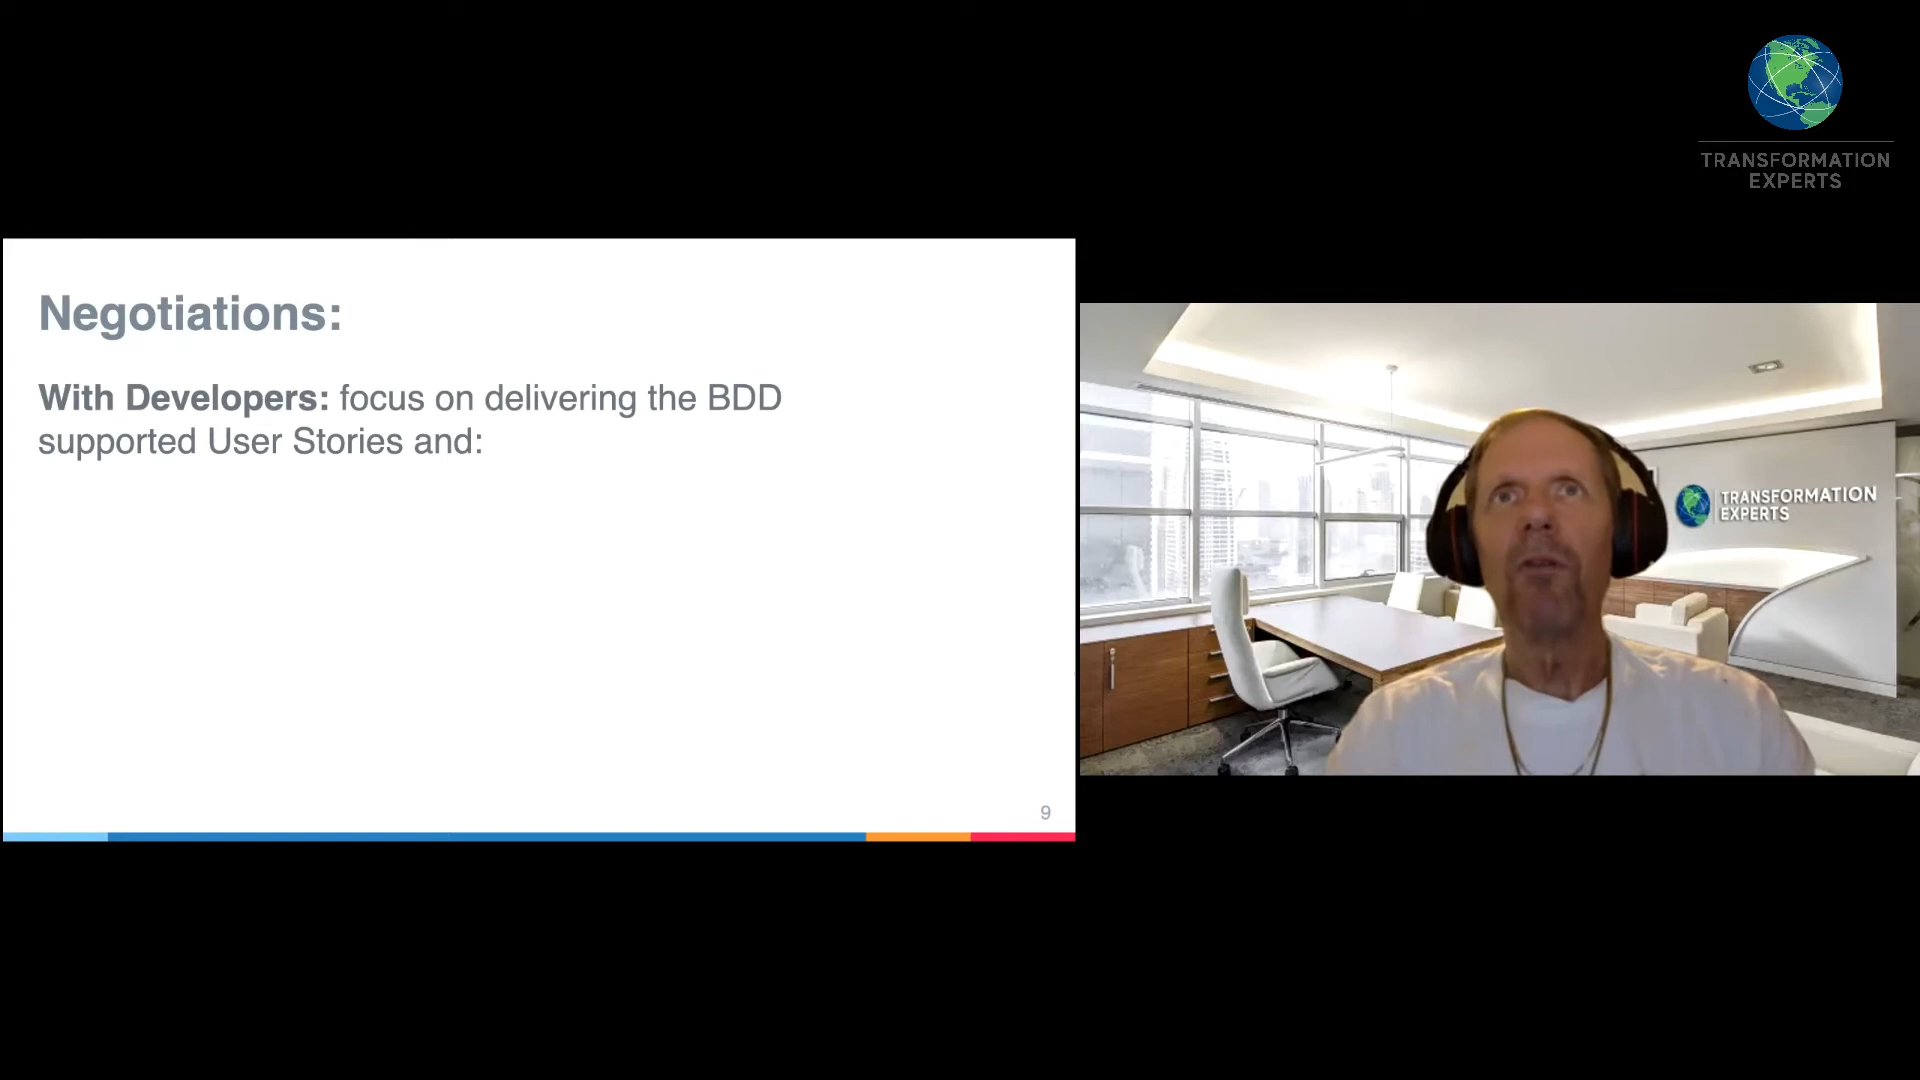 TRANSFORMATION
EXPERTS
Negotiations:
With Developers: focus on delivering the BDD
supported User Stories and:
9
TRANSFORMATION
EXPERTS